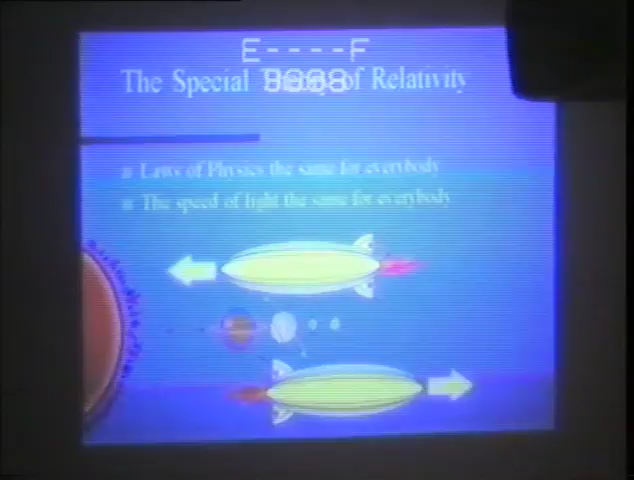 E----F
The Special Theory of Relativity
Laws of Physics the same for everybody
The speed of light the same for everybody